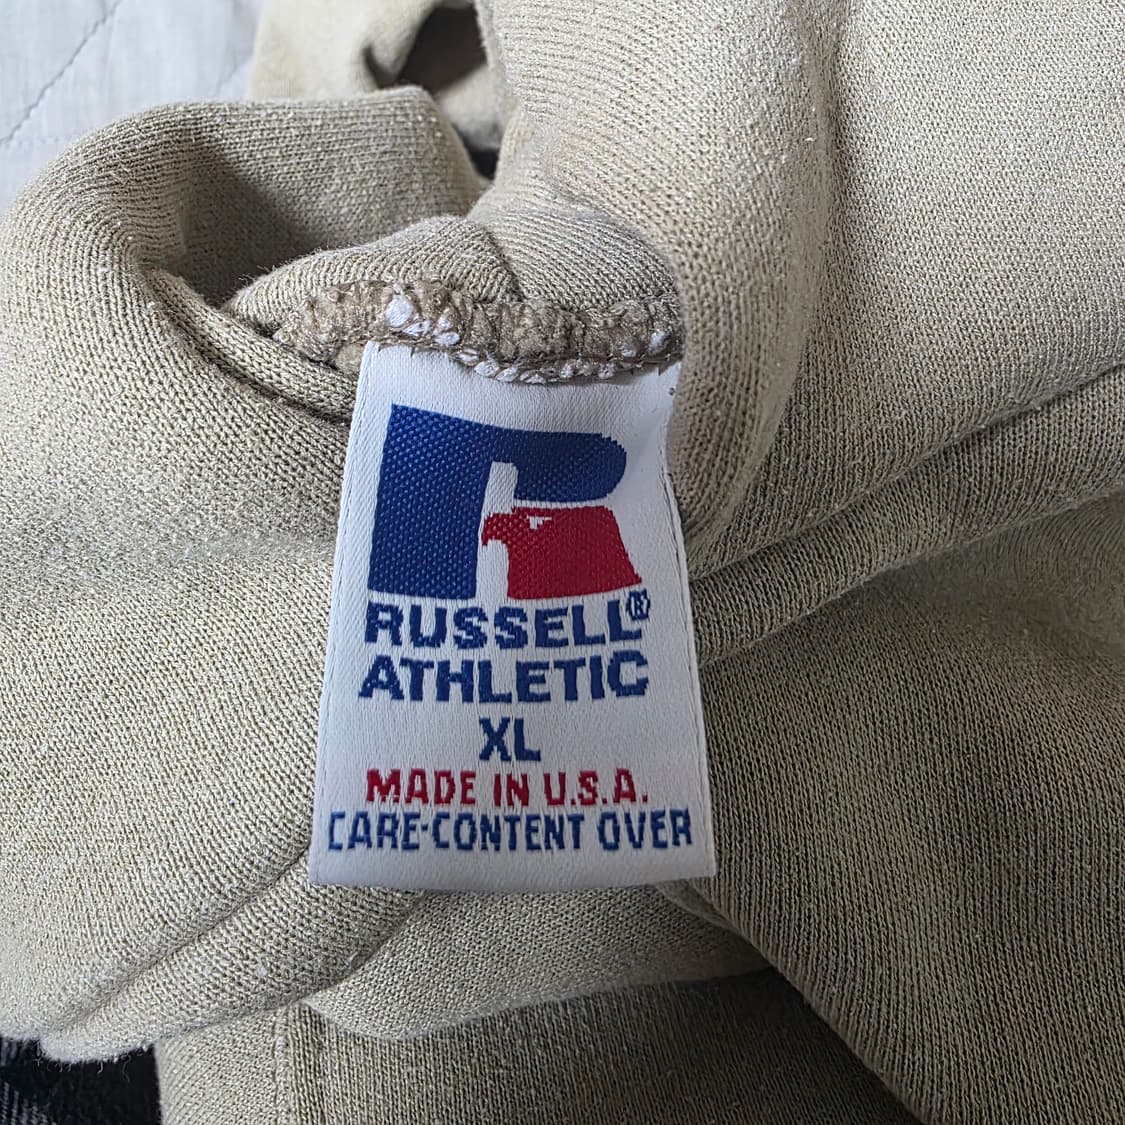 RUSSELL®
ATHLETIC
XL
MADE IN U.S.A.
CARE-CONTENT OVER